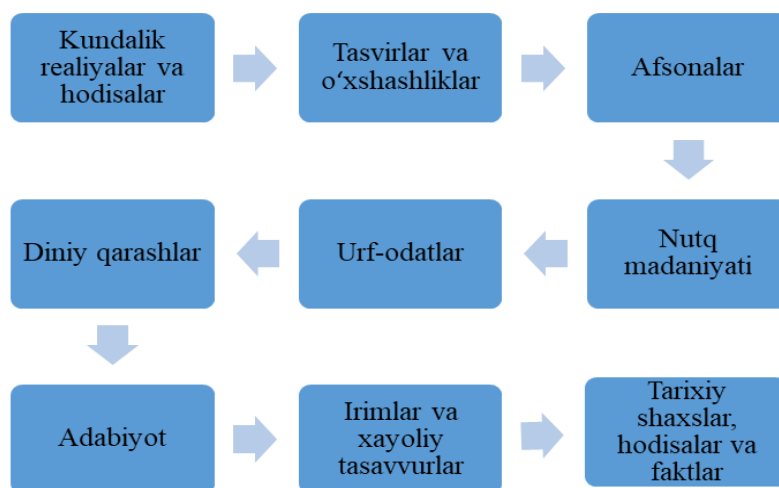 Kundalik
realiyalar va
hodisalar
Tasvirlar va
oʻxshashliklar
Afsonalar
Nutq
madaniyati
Urf-odatlar
Diniy qarashlar
Adabiyot
Irimlar va
xayoliy
tasavvurlar
Tarixiy
shaxslar,
hodisalar va
faktlar